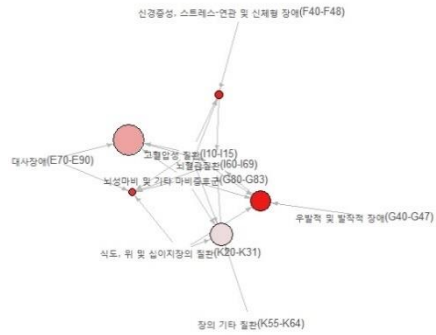 신경증성, 스트레스-연관 및 신체형 장애(F40-F48)
고혈압성 질환(I10-I15)
대사장애(E70-E90)
뇌혈관질환(I60-I69)
뇌성마비 및 기타 마비증후군(G80-G83)
우발적 및 발작적 장애(G40-G47)
식도, 위 및 십이지장의 질환(K20-K31)
장의 기타 질환(K55-K64)